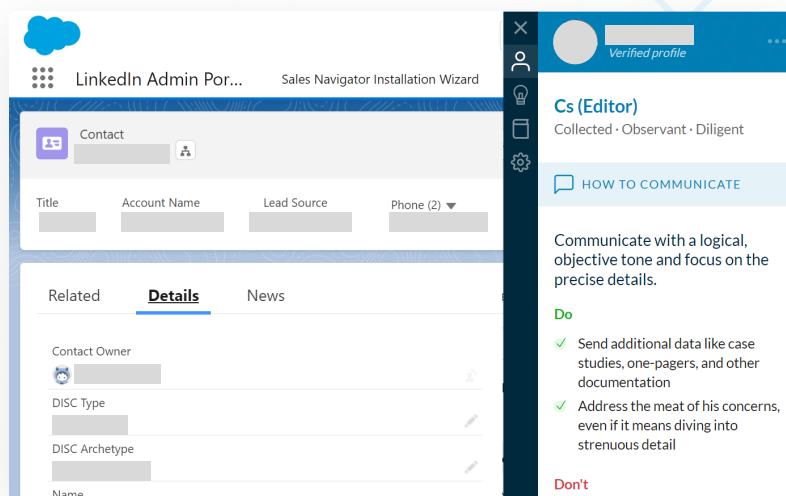 LinkedIn Admin Por...
Sales Navigator Installation Wizard
Contact
Title
Account Name
Lead Source
Phone (2)
Related
Details
News
Contact Owner
DISC Type
DISC Archetype
Name
Verified profile
Cs (Editor)
Collected · Observant · Diligent
HOW TO COMMUNICATE
Communicate with a logical,
objective tone and focus on the
precise details.
Do
Send additional data like case
studies, one-pagers, and other
documentation
Address the meat of his concerns,
even if it means diving into
strenuous detail
Don't